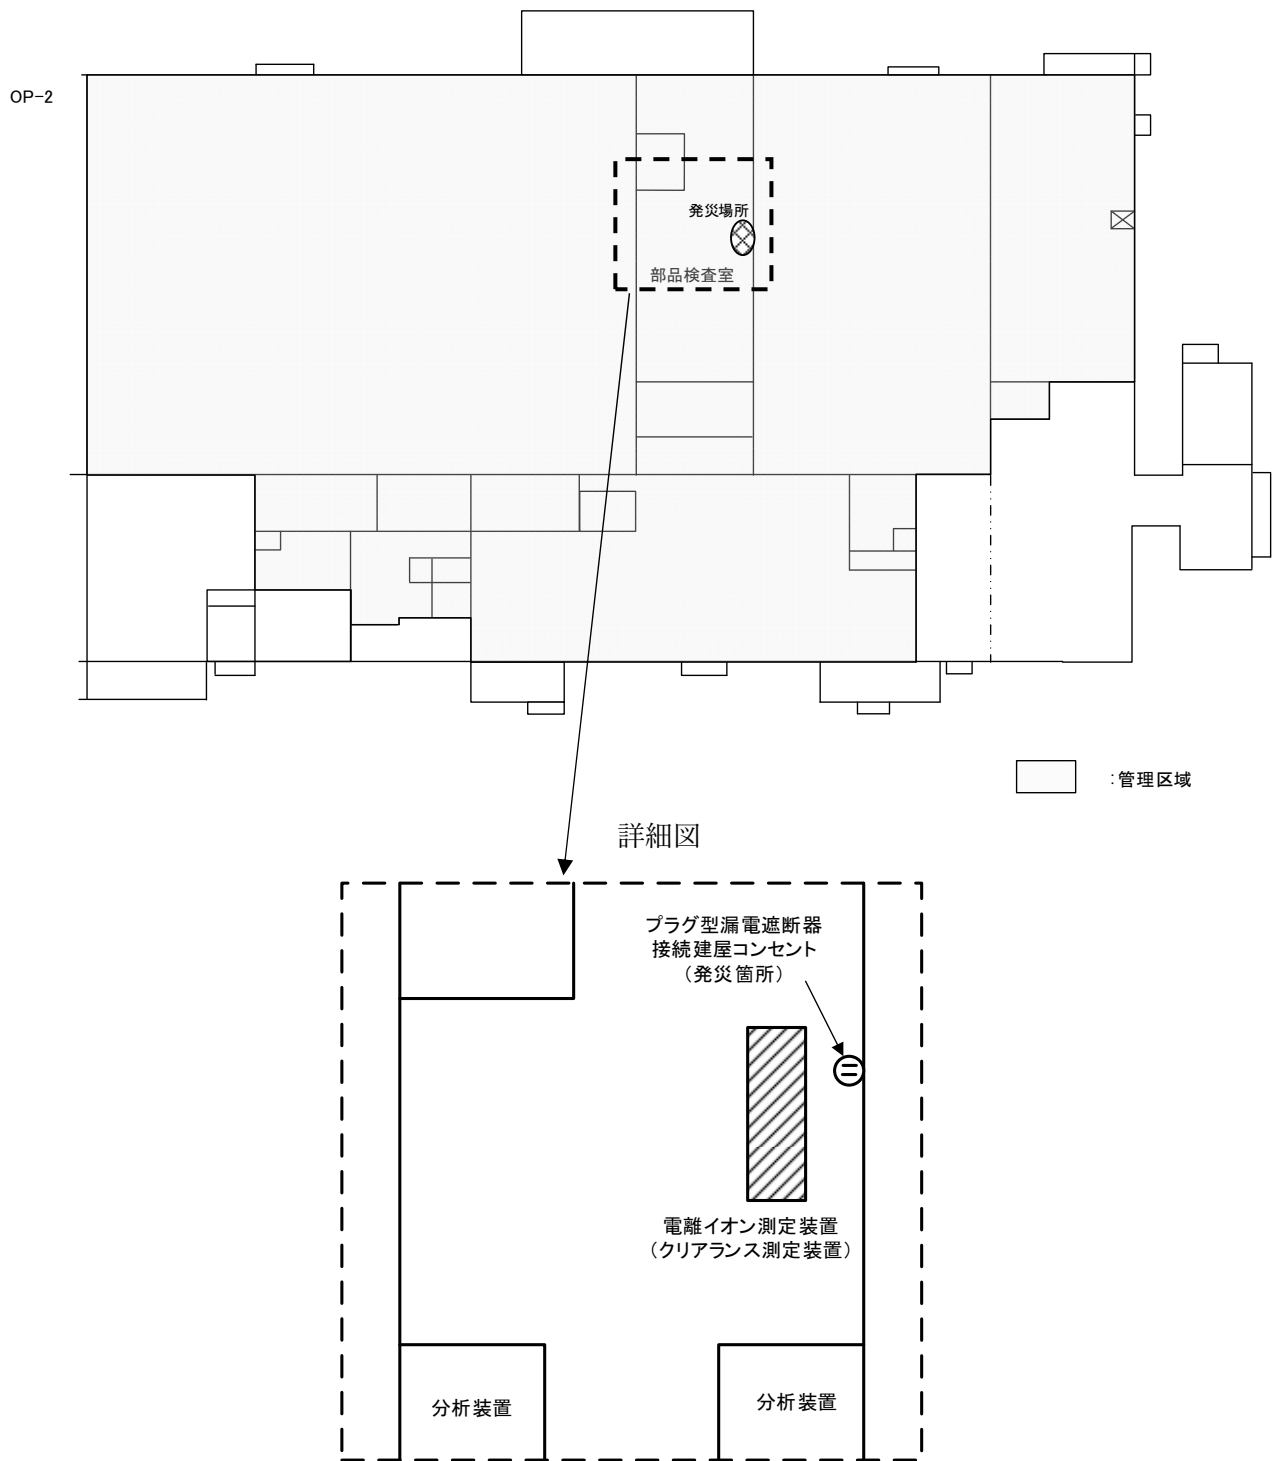 OP-2
発災場所
部品検査室
:管理区域
詳細図
プラグ型漏電遮断器
接続建屋コンセント
（発災箇所）
電離イオン測定装置
（クリアランス測定装置）
分析装置
分析装置